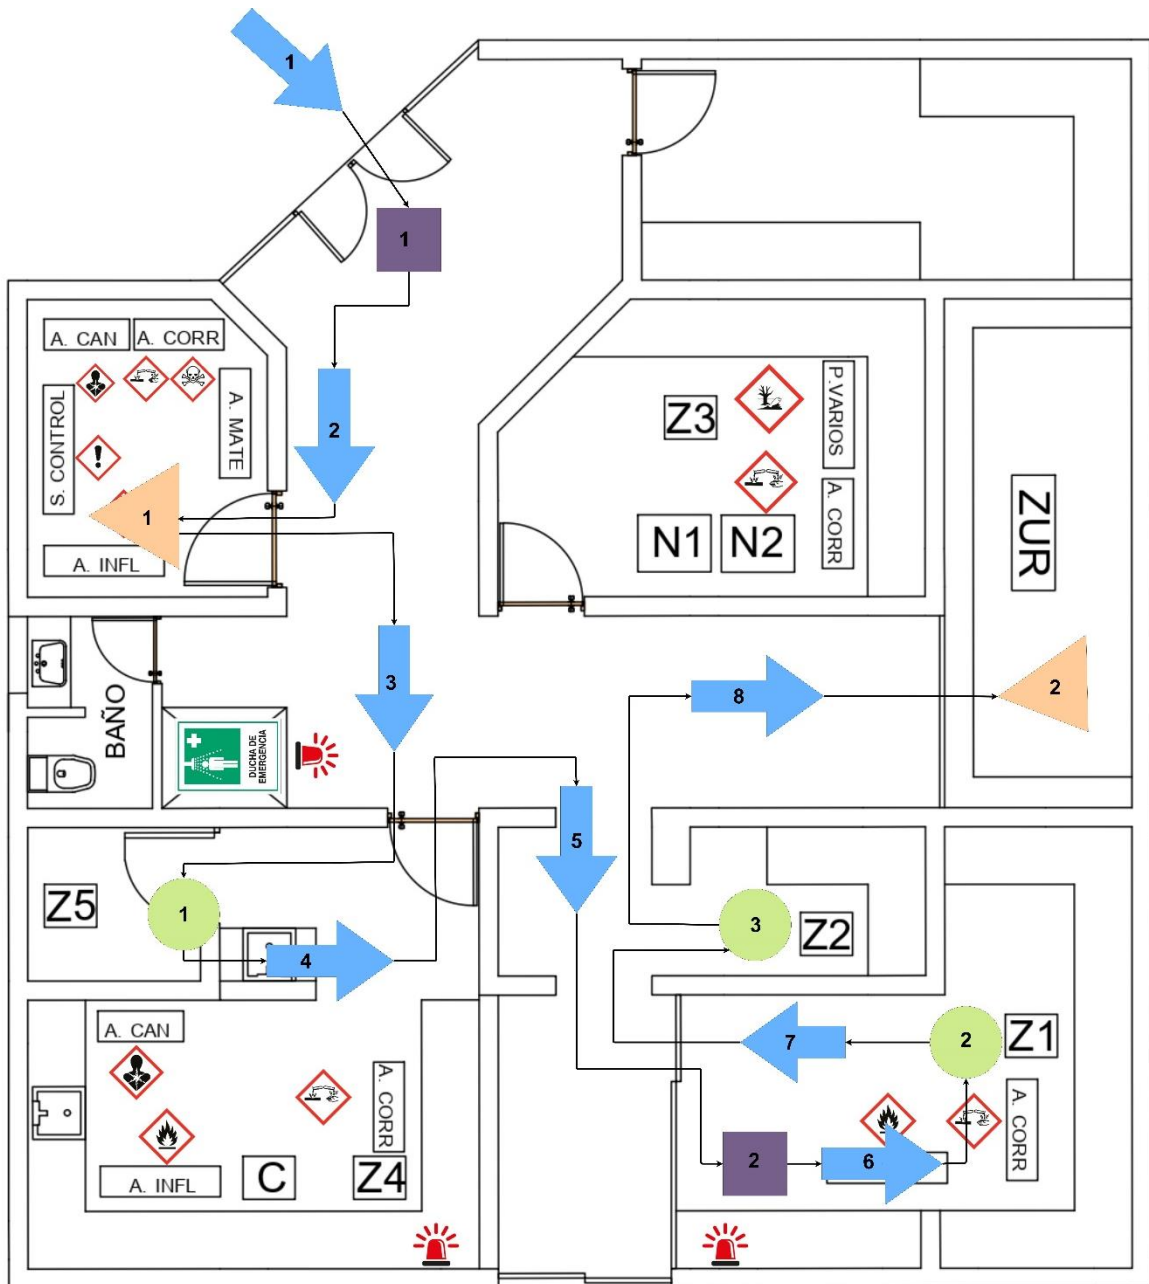 1
1
A. CAN
A. CORR
S. CONTROL
A. MATE
2
1
A. INFL
Z3
P.VARIOS
A. CORR
N1
N2
ZUR
BAÑO
3
8
2
DUCHA DE
EMERGENCIA
5
Z5
1
4
3
Z2
A. CAN
A. CORR
A. INFL
C
Z4
7
2
Z1
A. CORR
2
6